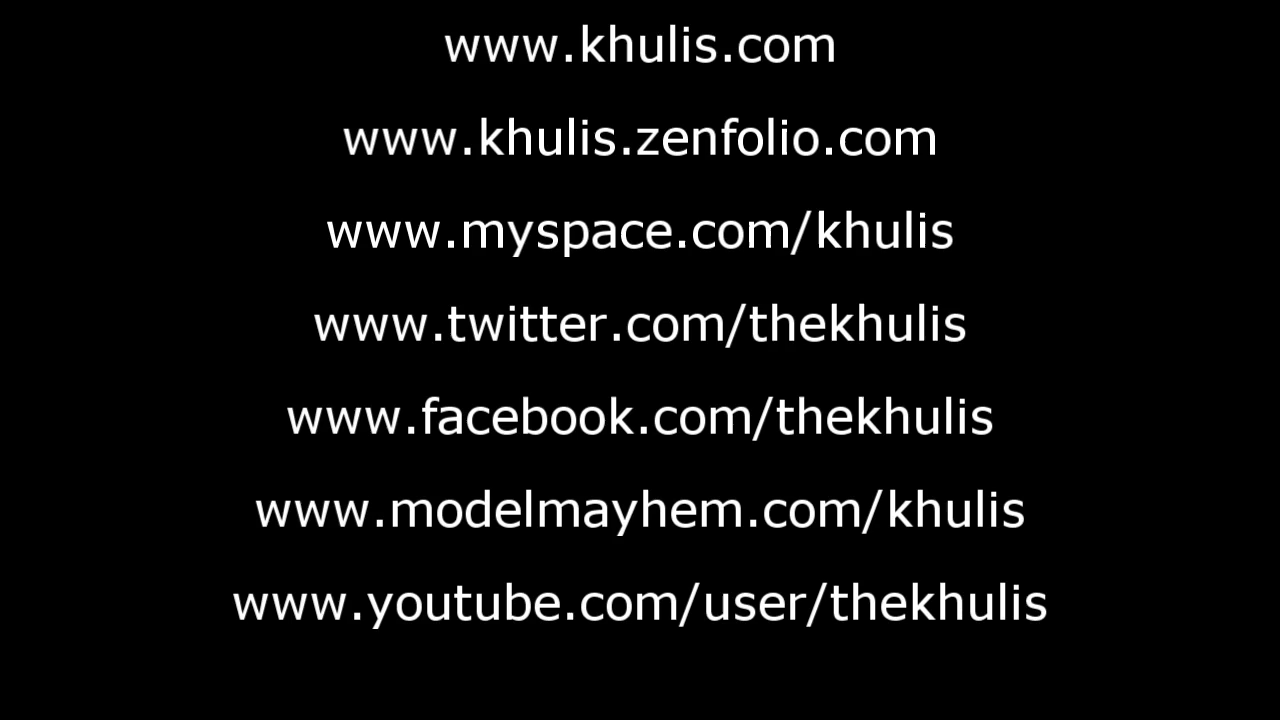 www.khulis.com
www.khulis.zenfolio.com
www.myspace.com/khulis
www.twitter.com/thekhulis
www.facebook.com/thekhulis
www.modelmayhem.com/khulis
www.youtube.com/user/thekhulis